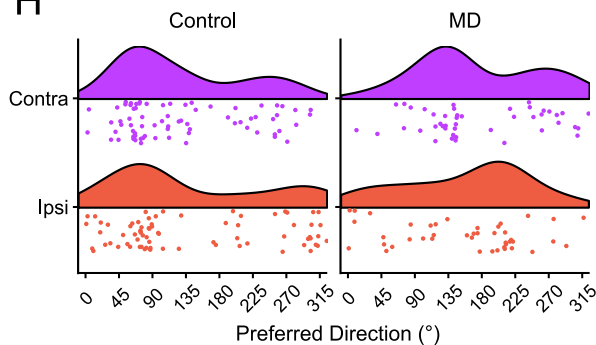 H
Control MD
Contra
Ipsi
0 45 90 135 180 225 270 315 0 45 90 135 180 225 270 315
Preferred Direction (°)